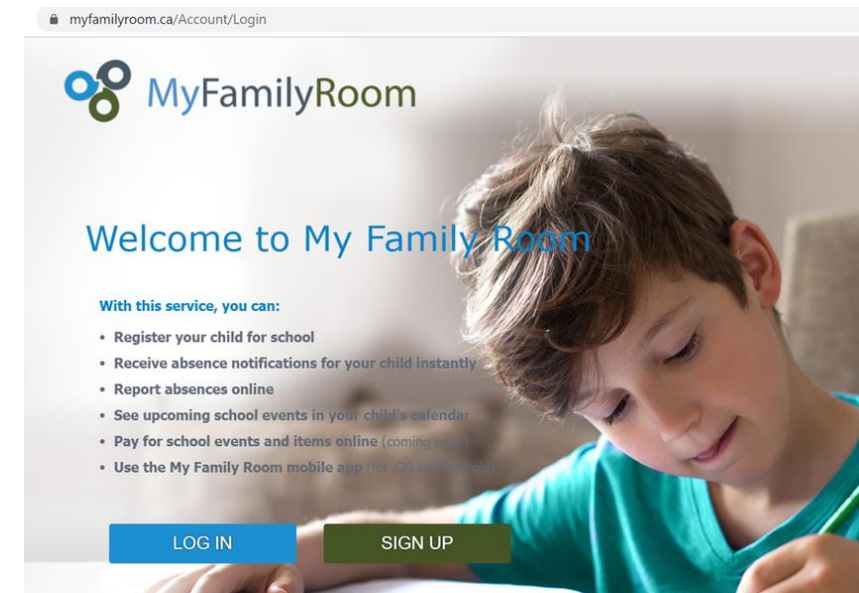 myfamilyroom.ca/Account/Login
MyFamilyRoom
Welcome to My Family Room
With this service, you can:
• Register your child for school
• Receive absence notifications for your child instantly
• Report absences online
• See upcoming school events in your child's calendar
• Pay for school events and items online (coming soon)
• Use the My Family Room mobile app (for iOS and Android)
LOG IN
SIGN UP